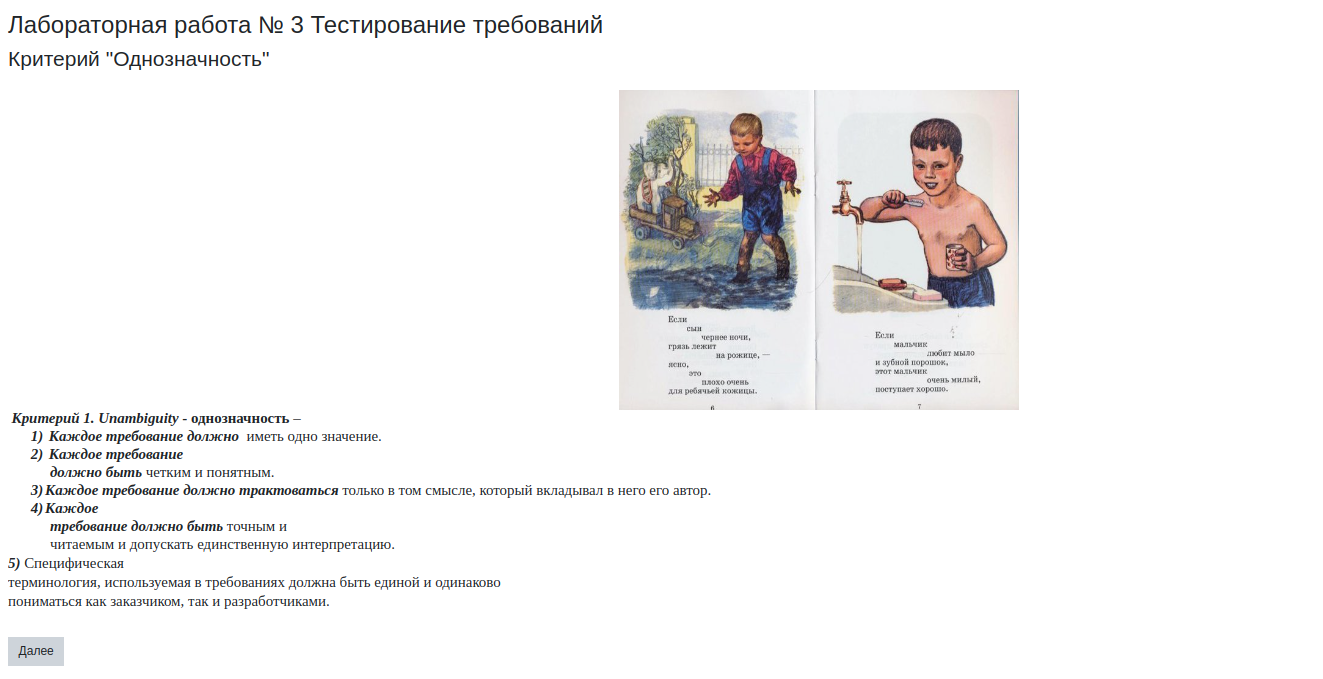 Лабораторная работа № 3 Тестирование требований
Критерий "Однозначность"
Если
сын
чернее ночи,
грязь лежит
на рожице, —
ясно,
это
плохо очень
для ребячьей кожицы.
6
Если
мальчик
любит мыло
и зубной порошок,
этот мальчик
очень милый,
поступает хорошо.
7
Критерий 1. Unambiguity - однозначность –
1) Каждое требование должно иметь одно значение.
2) Каждое требование
должно быть четким и понятным.
3) Каждое требование должно трактоваться только в том смысле, который вкладывал в него его автор.
4) Каждое
требование должно быть точным и
читаемым и допускать единственную интерпретацию.
5) Специфическая
терминология, используемая в требованиях должна быть единой и одинаково
пониматься как заказчиком, так и разработчиками.
Далее